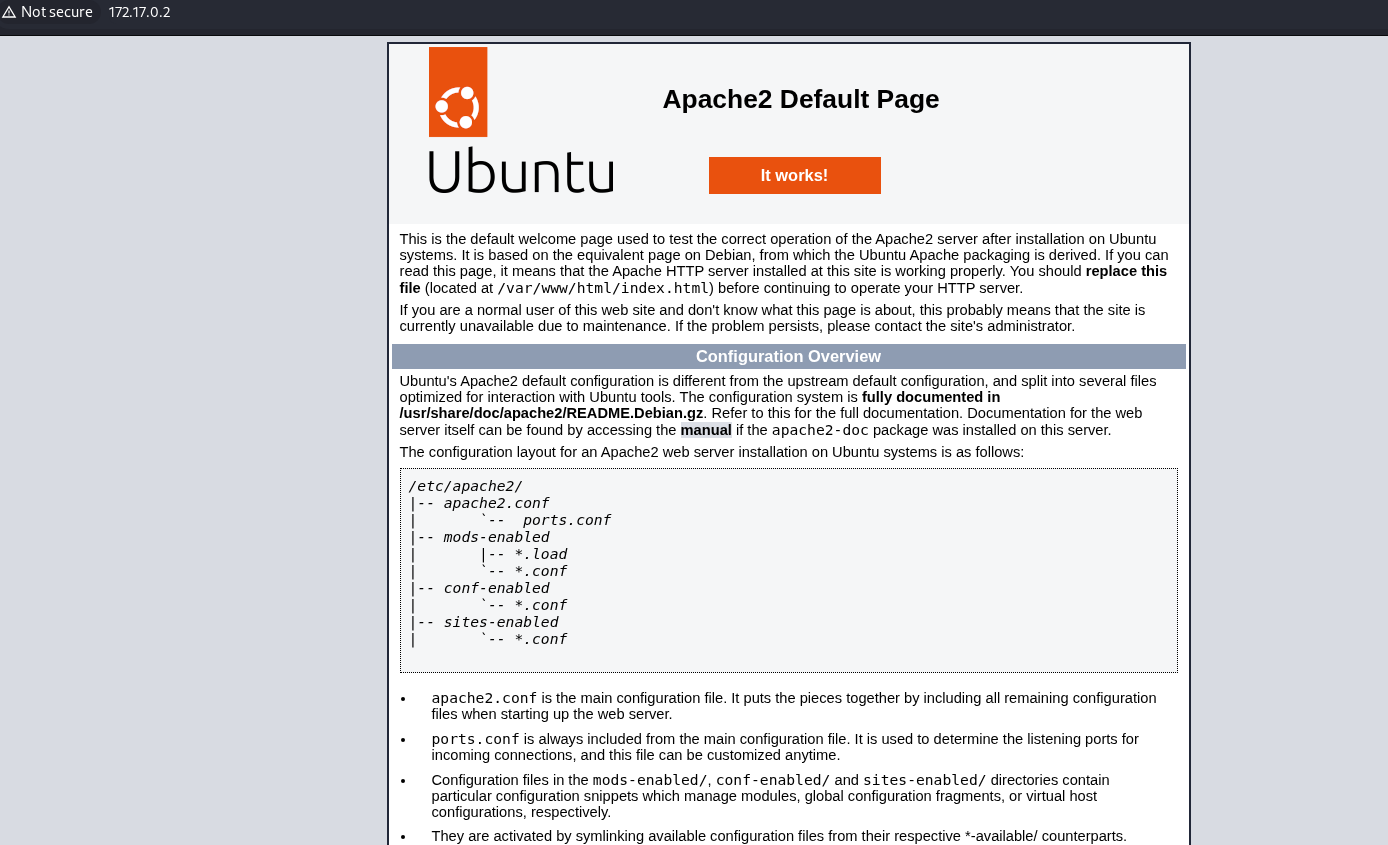 Not secure 172.17.0.2
Apache2 Default Page
Ubuntu
It works!
This is the default welcome page used to test the correct operation of the Apache2 server after installation on Ubuntu
systems. It is based on the equivalent page on Debian, from which the Ubuntu Apache packaging is derived. If you can
read this page, it means that the Apache HTTP server installed at this site is working properly. You should replace this
file (located at /var/www/html/index.html) before continuing to operate your HTTP server.
If you are a normal user of this web site and don't know what this page is about, this probably means that the site is
currently unavailable due to maintenance. If the problem persists, please contact the site's administrator.
Configuration Overview
Ubuntu's Apache2 default configuration is different from the upstream default configuration, and split into several files
optimized for interaction with Ubuntu tools. The configuration system is fully documented in
/usr/share/doc/apache2/README.Debian.gz. Refer to this for the full documentation. Documentation for the web
server itself can be found by accessing the manual if the apache2-doc package was installed on this server.
The configuration layout for an Apache2 web server installation on Ubuntu systems is as follows:
/etc/apache2/
|-- apache2.conf
|       `--  ports.conf
|-- mods-enabled
|       |-- *.load
|       `-- *.conf
|-- conf-enabled
|       `-- *.conf
|-- sites-enabled
|       `-- *.conf
• apache2.conf is the main configuration file. It puts the pieces together by including all remaining configuration
files when starting up the web server.
• ports.conf is always included from the main configuration file. It is used to determine the listening ports for
incoming connections, and this file can be customized anytime.
• Configuration files in the mods-enabled/, conf-enabled/ and sites-enabled/ directories contain
particular configuration snippets which manage modules, global configuration fragments, or virtual host
configurations, respectively.
• They are activated by symlinking available configuration files from their respective *-available/ counterparts.